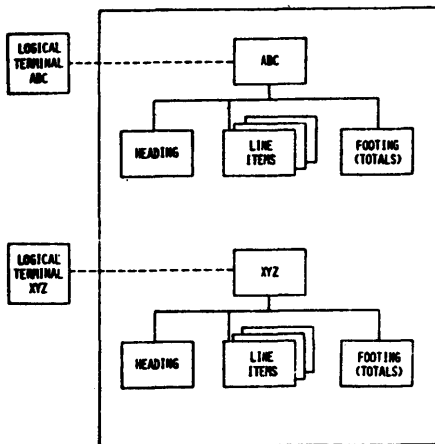 LOGICAL
TERMINAL
ABC
ABC
HEADING
LINE
ITEMS
FOOTING
(TOTALS)
LOGICAL
TERMINAL
XYZ
XYZ
HEADING
LINE
ITEMS
FOOTING
(TOTALS)